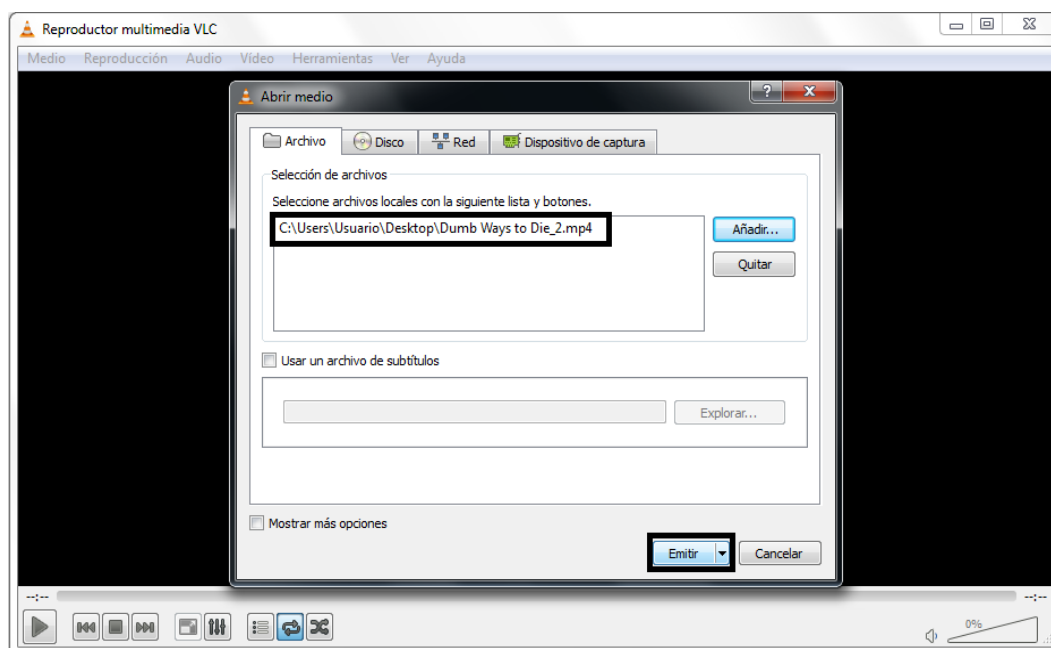 Reproductor multimedia VLC
Medio Reproducción Audio Vídeo Herramientas Ver Ayuda
Abrir medio
Archivo Disco Red Dispositivo de captura
Selección de archivos
Seleccione archivos locales con la siguiente lista y botones.
C:\Users\Usuario\Desktop\Dumb Ways to Die_2.mp4
Añadir...
Quitar
Usar un archivo de subtítulos
Explorar...
Mostrar más opciones
Emitir Cancelar
--:-- --:--
0%